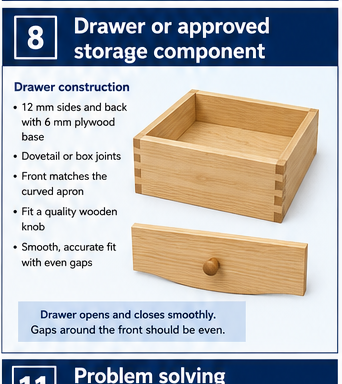 8
Drawer or approved
storage component
Drawer construction
• 12 mm sides and back
with 6 mm plywood
base
• Dovetail or box joints
• Front matches the
curved apron
• Fit a quality wooden
knob
• Smooth, accurate fit
with even gaps
Drawer opens and closes smoothly.
Gaps around the front should be even.
11
Problem solving